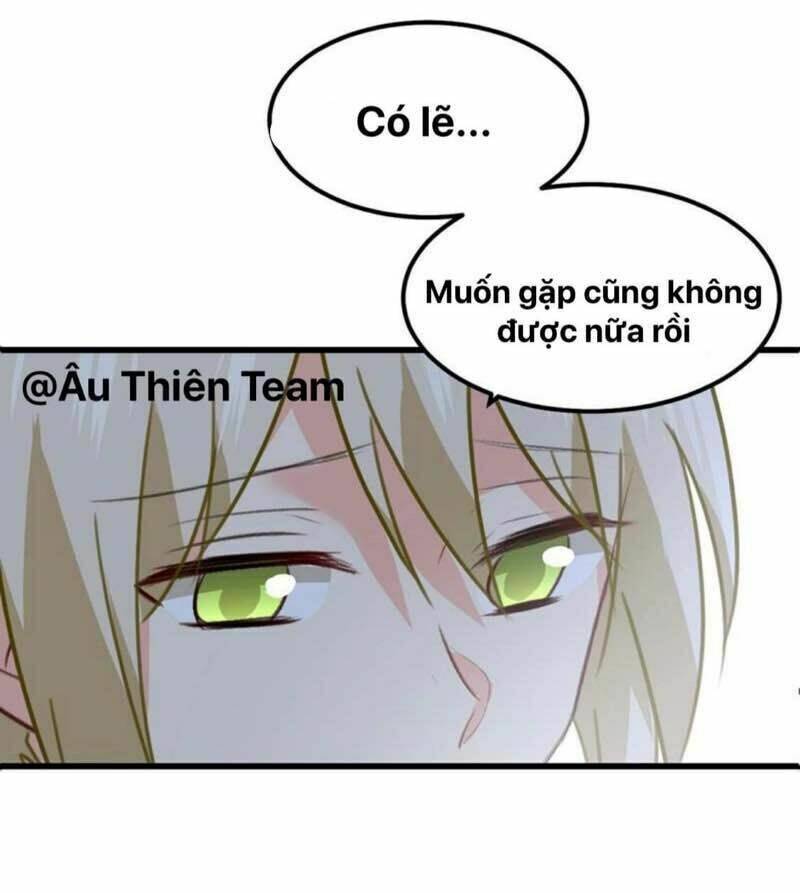 Có lẽ...
Muốn gặp cũng không
được nữa rồi
@Âu Thiên Team